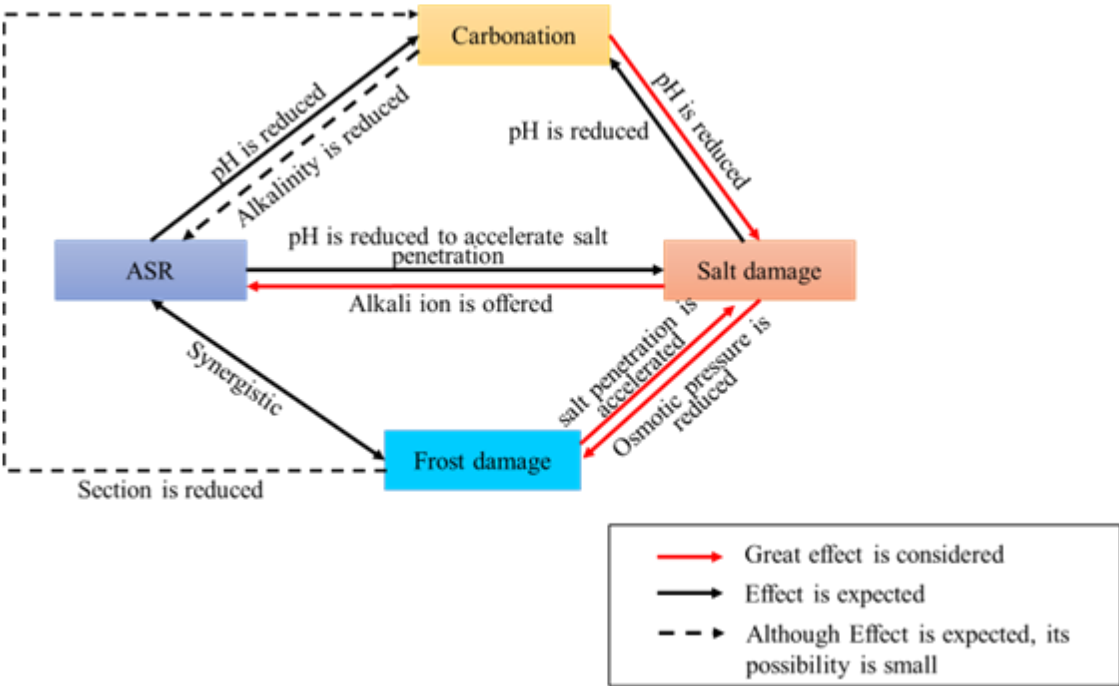 Carbonation
pH is reduced
Alkalinity is reduced
pH is reduced
pH is reduced
ASR
pH is reduced to accelerate salt
penetration
Alkali ion is offered
Salt damage
Synergistic
salt penetration is
accelerated
Osmotic pressure is
reduced
Frost damage
Section is reduced
Great effect is considered
Effect is expected
Although Effect is expected, its
possibility is small